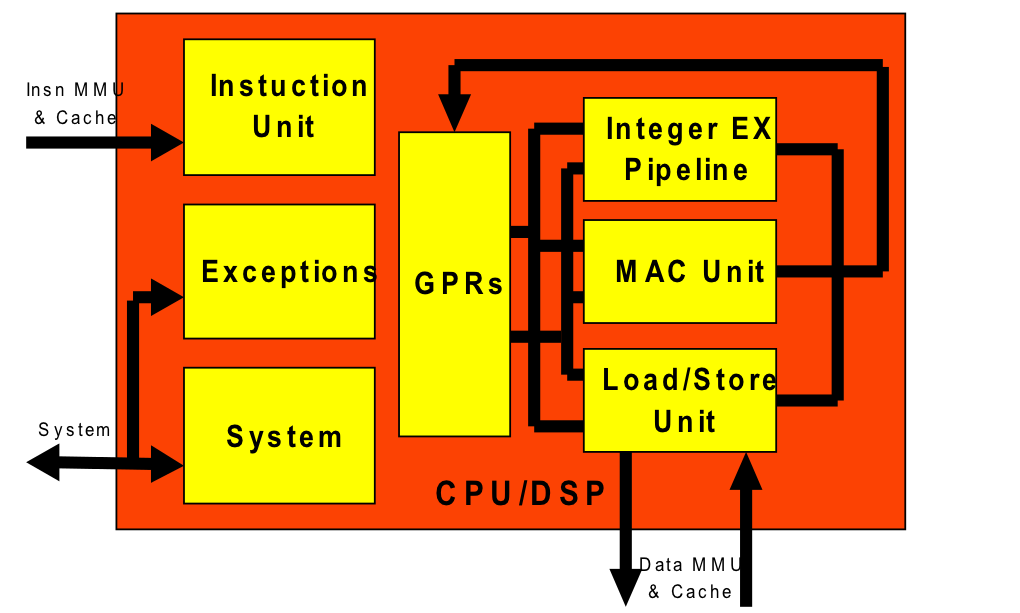 Insn MMU
& Cache
Instuction
Unit
Integer EX
Pipeline
Exceptions
GPRs
MAC Unit
Load/Store
Unit
System
System
CPU/DSP
Data MMU
& Cache